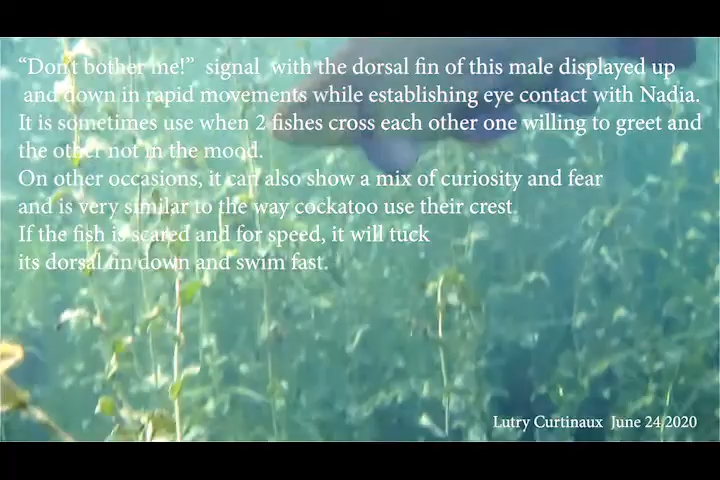 “Don't bother me!” signal with the dorsal fin of this male displayed up
and down in rapid movements while establishing eye contact with Nadia.
It is sometimes use when 2 fishes cross each other one willing to greet and
the other not in the mood.
On other occasions, it can also show a mix of curiosity and fear
and is very similar to the way cockatoo use their crest.
If the fish is scared and for speed, it will tuck
its dorsal fin down and swim fast.
Lutry Curtinaux June 24 2020